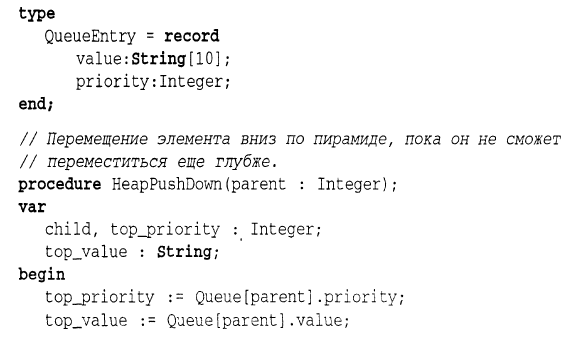 type
QueueEntry = record
value:String[10];
priority:Integer;
end;
// Перемещение элемента вниз по пирамиде, пока он не сможет
// переместиться еще глубже.
procedure HeapPushDown(parent : Integer);
var
child, top_priority : Integer;
top_value : String;
begin
top_priority := Queue[parent].priority;
top_value := Queue[parent].value;